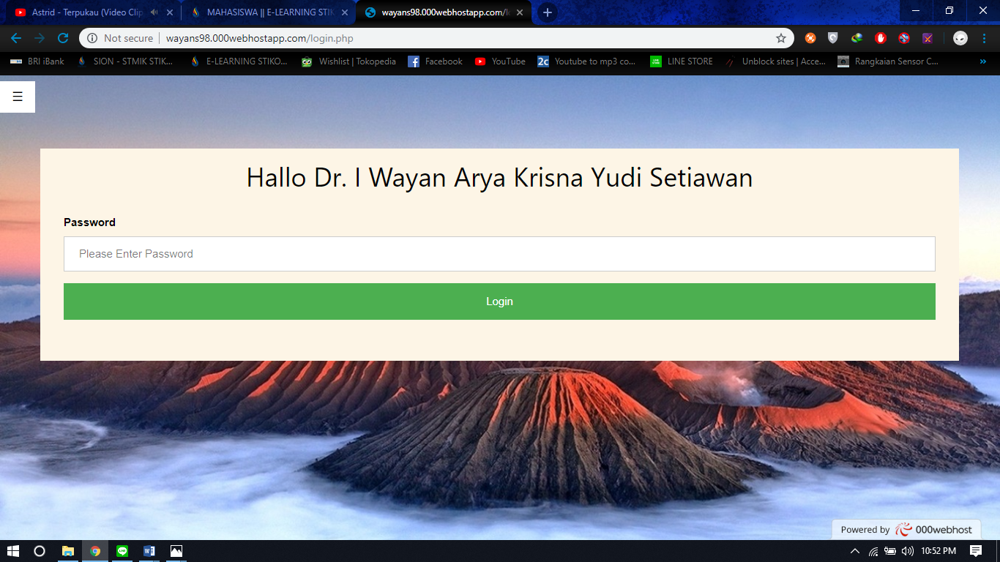 Astrd - Terpukau (Video Clip
MAHASISWA || E-LEARNING STIK
wayans98.000webhostapp.com/l
Not secure
wayans98.000webhostapp.com/login.php
BRI iBank
SION - STMIK STIK...
E-LEARNING STIKO...
Wishlist | Tokopedia
Facebook
YouTube
2c
Youtube to mp3 co...
LINE STORE
Unblock sites | Acce...
Rangkaian Sensor C...
»
☰
Hallo Dr. I Wayan Arya Krisna Yudi Setiawan
Password
Please Enter Password
Login
Powered by 000webhost
10:52 PM